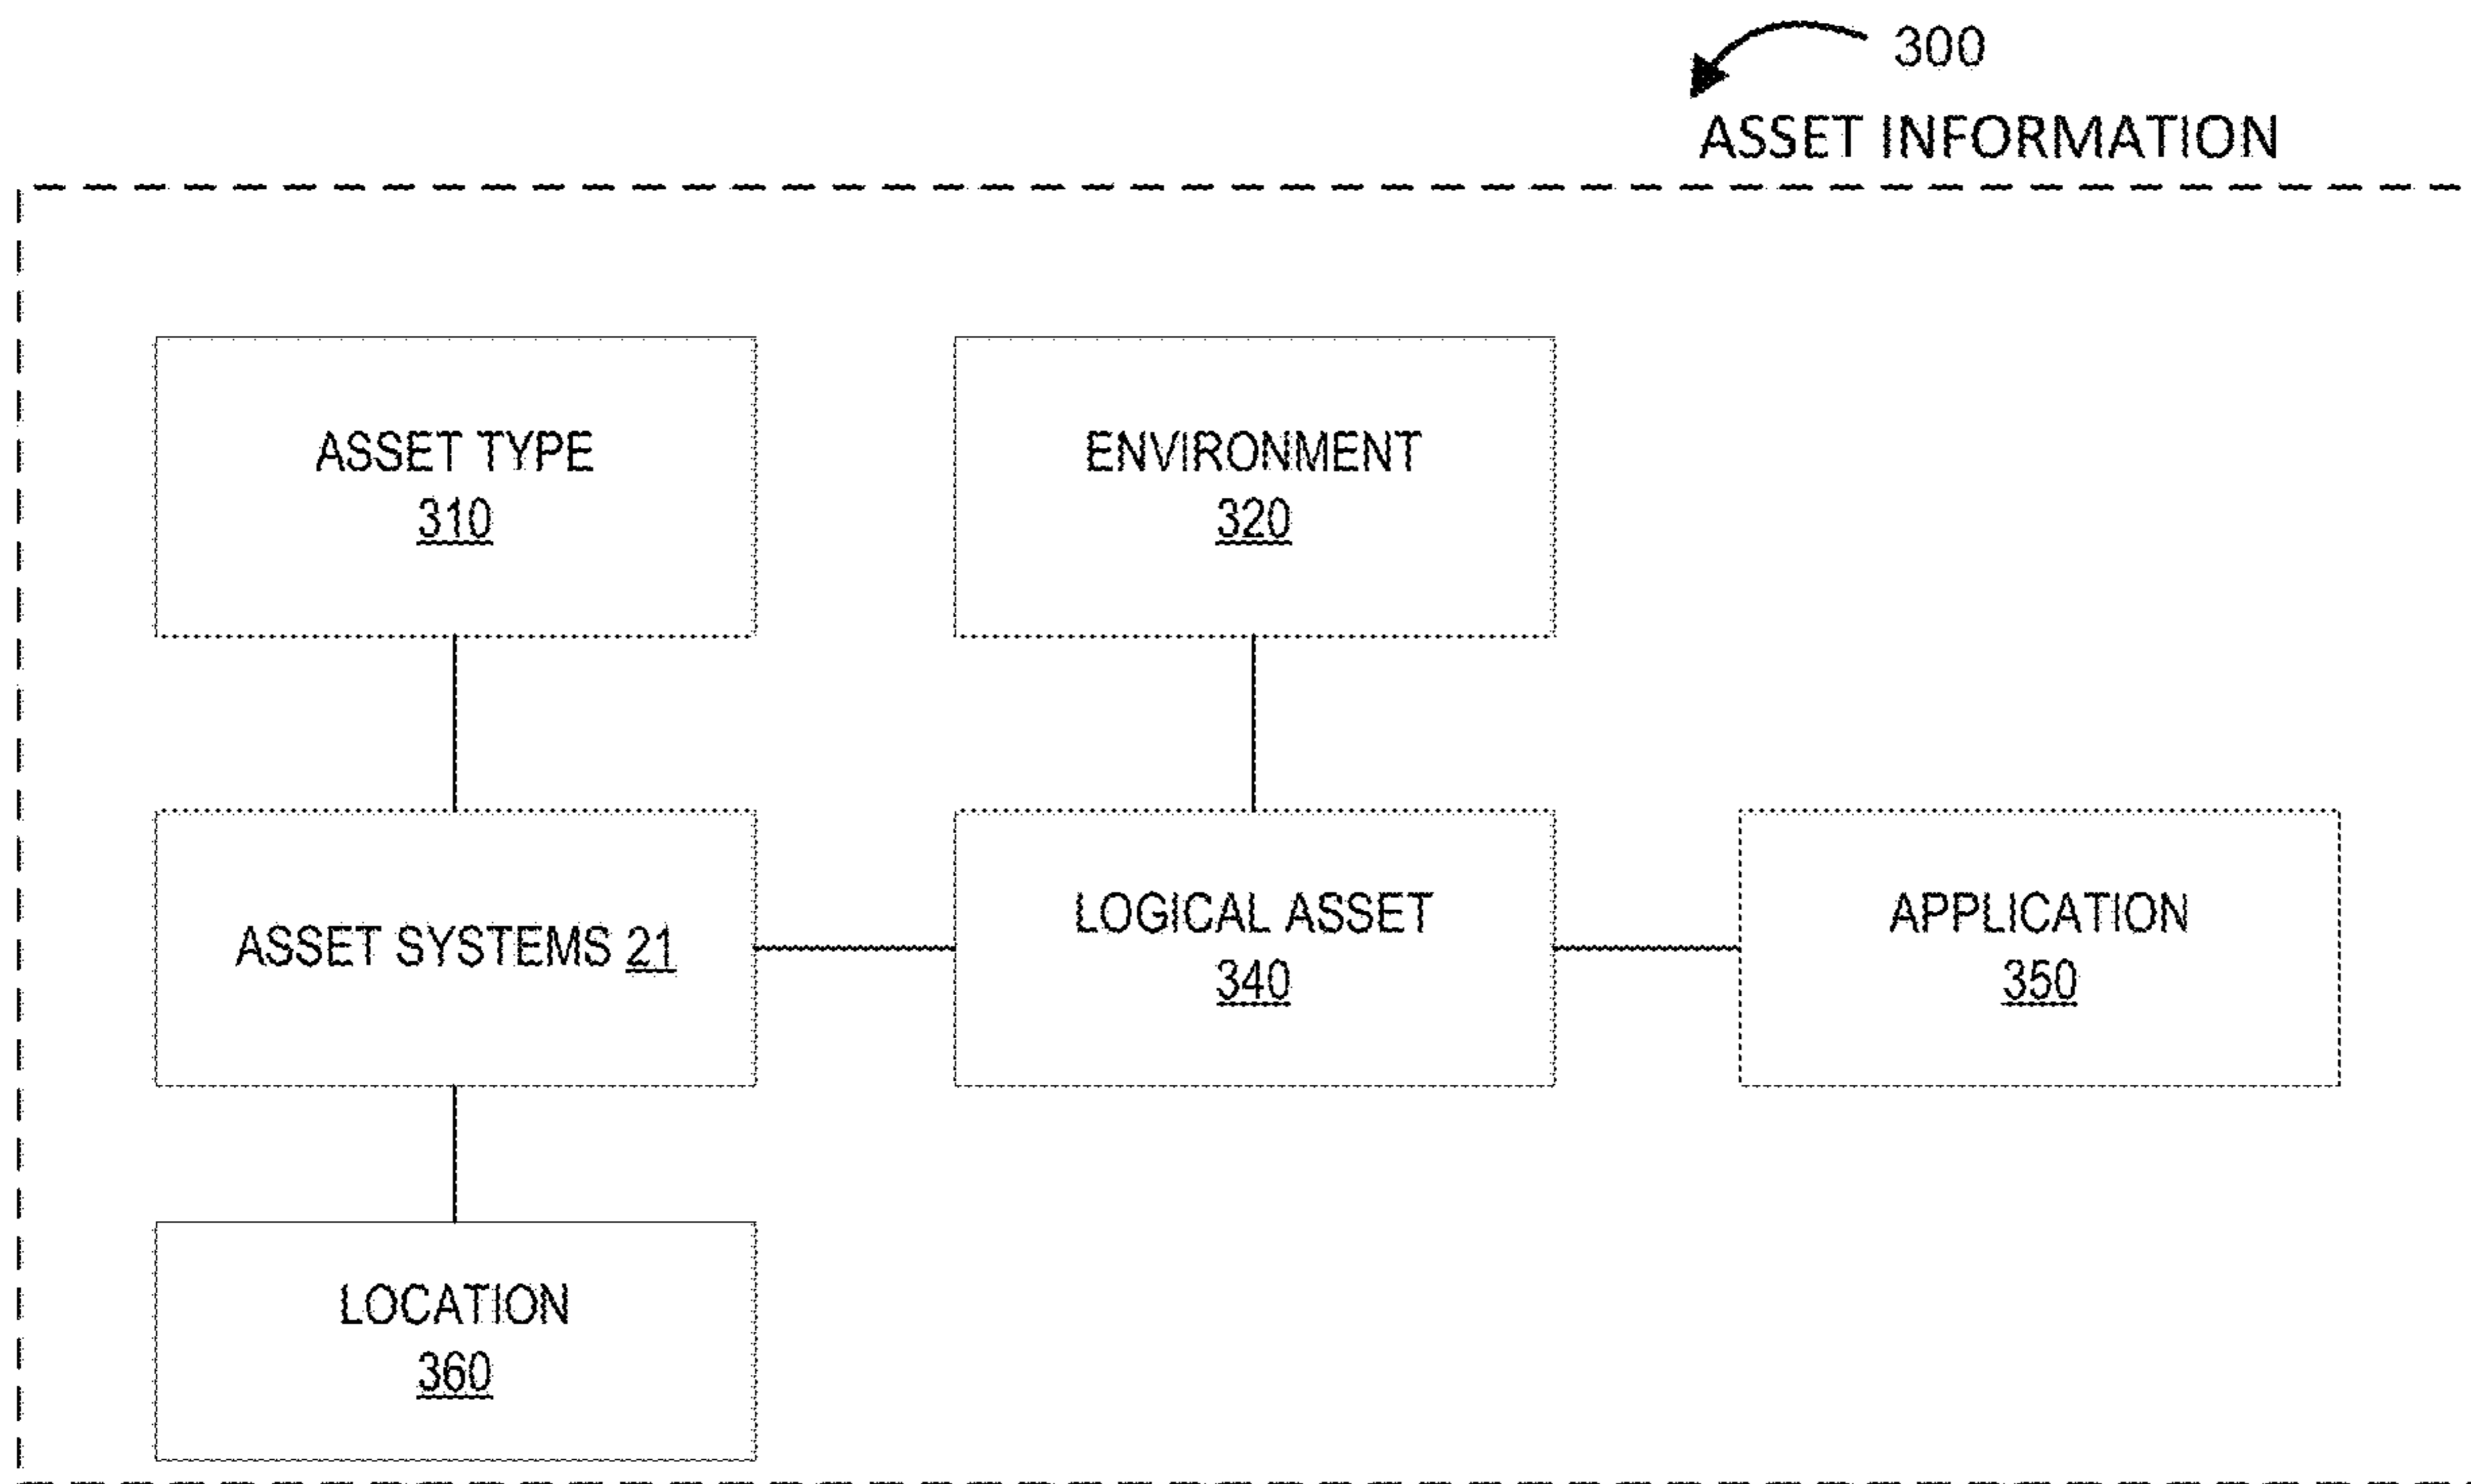 300
ASSET INFORMATION
ASSET TYPE
310
ENVIRONMENT
320
ASSET SYSTEMS 21
LOGICAL ASSET
340
APPLICATION
350
LOCATION
360